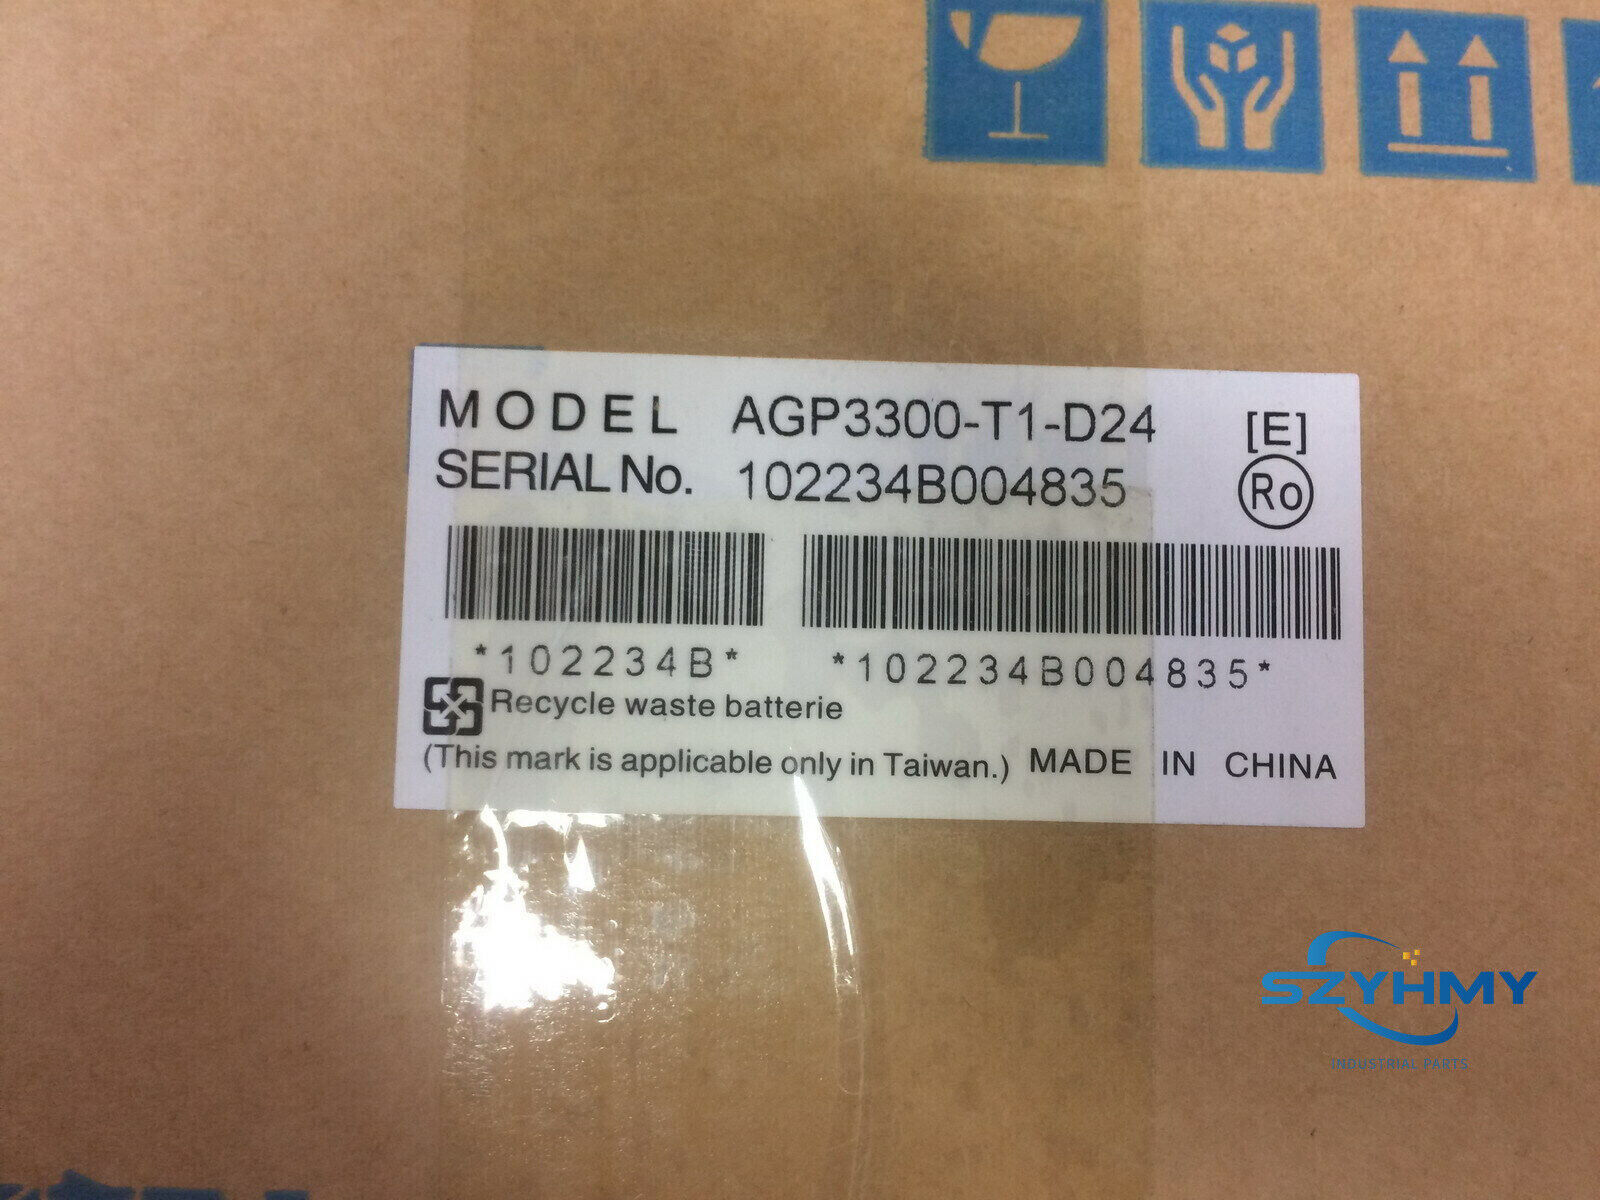 MODEL AGP3300-T1-D24 [E]
SERIAL No. 102234B004835 Ro
*102234B* *102234B004835*
Recycle waste batterie
(This mark is applicable only in Taiwan.) MADE IN CHINA
SZYHMY
INDUSTRIAL PARTS